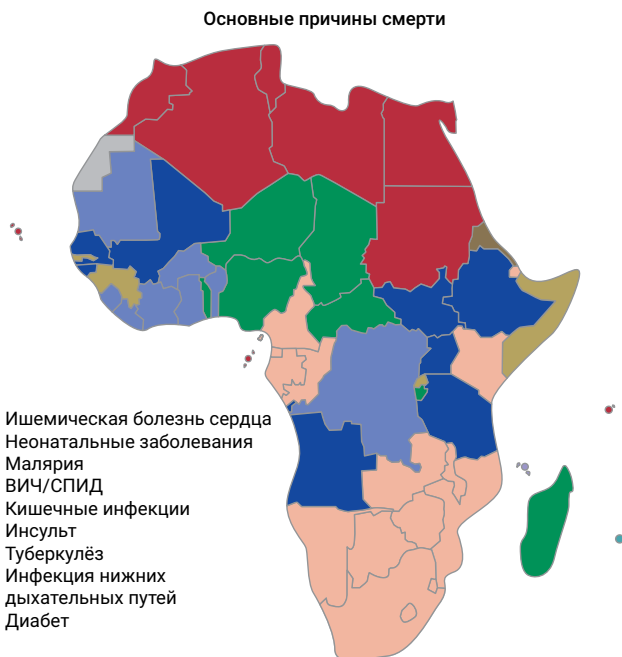 Основные причины смерти
Ишемическая болезнь сердца
Неонатальные заболевания
Малярия
ВИЧ/СПИД
Кишечные инфекции
Инсульт
Туберкулёз
Инфекция нижних
дыхательных путей
Диабет